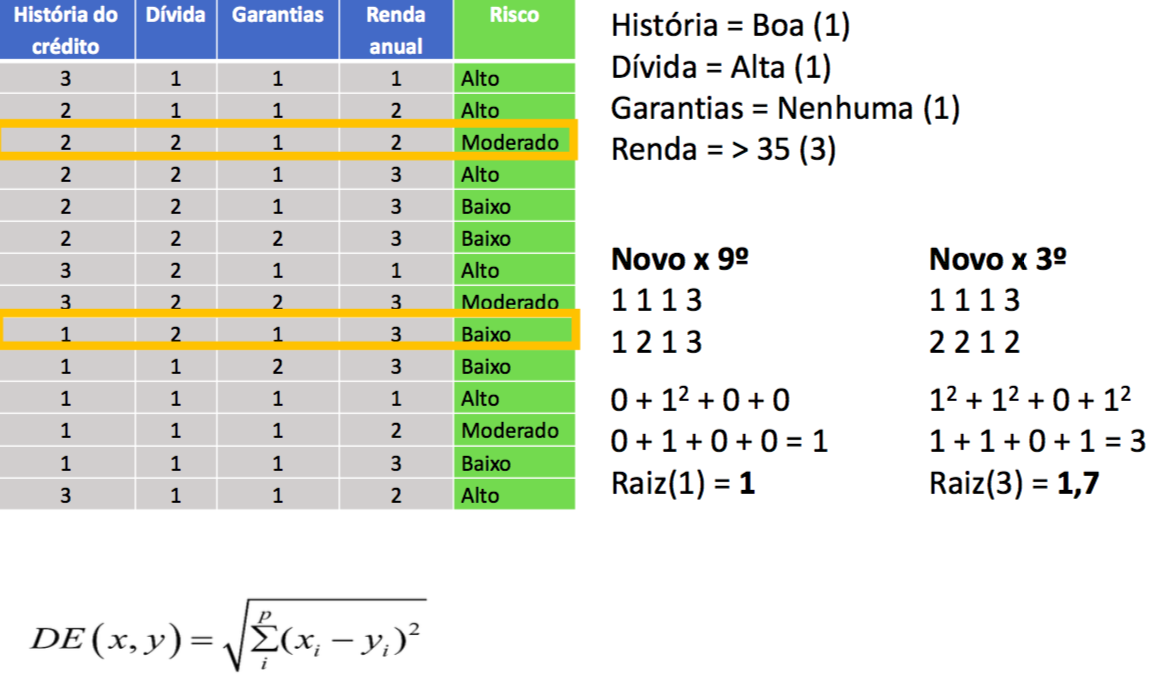 História do crédito Dívida Garantias Renda anual Risco
3 1 1 1 Alto
2 1 1 2 Alto
2 2 1 2 Moderado
2 2 1 3 Alto
2 2 1 3 Baixo
2 2 2 3 Baixo
3 2 1 1 Alto
3 2 2 3 Moderado
1 2 1 3 Baixo
1 1 2 3 Baixo
1 1 1 1 Alto
1 1 1 2 Moderado
1 1 1 3 Baixo
3 1 1 2 Alto
História = Boa (1)
Dívida = Alta (1)
Garantias = Nenhuma (1)
Renda = > 35 (3)
Novo x 9º
1 1 1 3
1 2 1 3
0 + 1² + 0 + 0
0 + 1 + 0 + 0 = 1
Raiz(1) = 1
Novo x 3º
1 1 1 3
2 2 1 2
1² + 1² + 0 + 1²
1 + 1 + 0 + 1 = 3
Raiz(3) = 1,7
DE(x, y) = √∑ᵢᵖ(xᵢ − yᵢ)²